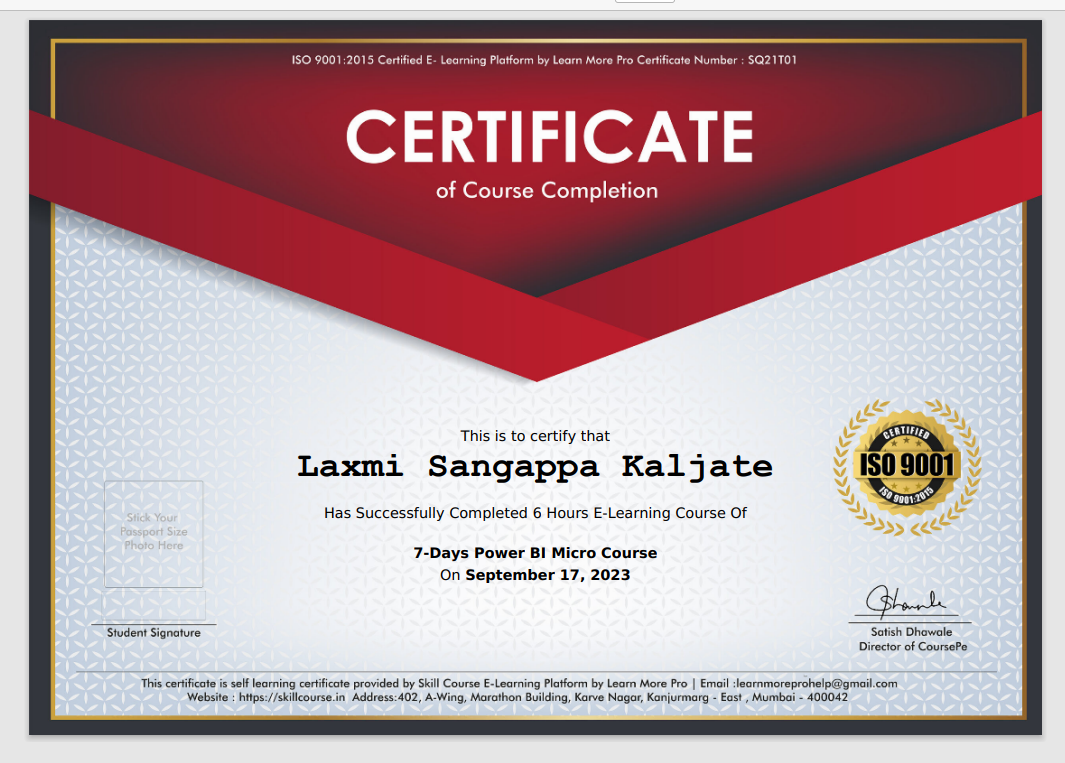 ISO 9001:2015 Certified E- Learning Platform by Learn More Pro Certificate Number : SQ21T01
CERTIFICATE
of Course Completion
This is to certify that
Laxmi Sangappa Kaljate
Has Successfully Completed 6 Hours E-Learning Course Of
7-Days Power BI Micro Course
On September 17, 2023
CERTIFIED
ISO 9001
ISO 9001:2015
Stick Your
Passport Size
Photo Here
Student Signature
Satish Dhawale
Director of CoursePe
This certificate is self learning certificate provided by Skill Course E-Learning Platform by Learn More Pro | Email :learnmoreprohelp@gmail.com
Website : https://skillcourse.in Address:402, A-Wing, Marathon Building, Karve Nagar, Kanjurmarg - East , Mumbai - 400042